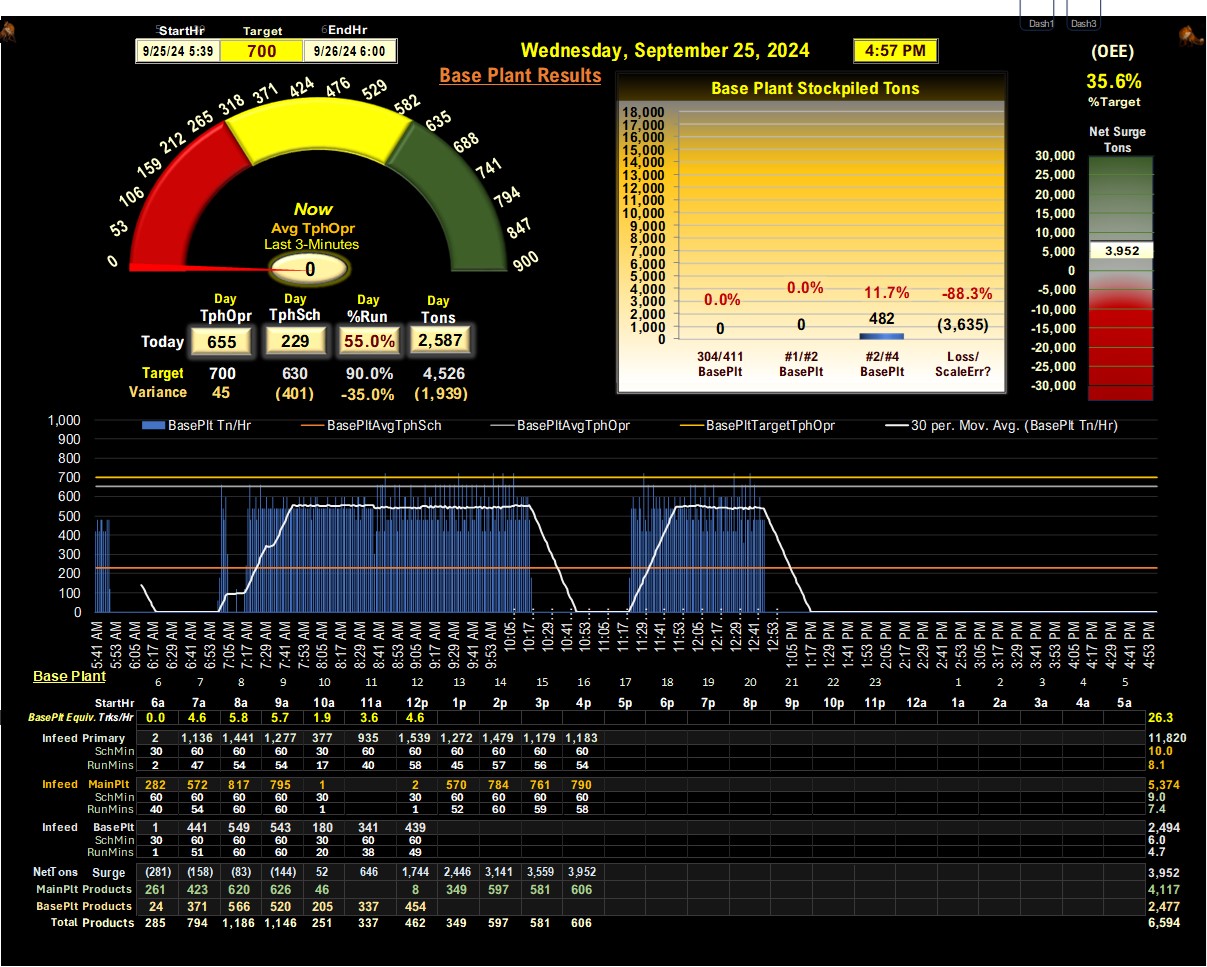 Dash1 Dash3
StartHr Target EndHr
9/25/24 5:39 700 9/26/24 6:00
Wednesday, September 25, 2024 4:57 PM
(OEE)
35.6%
%Target
Base Plant Results
0 53 106 159 212 265 318 371 424 476 529 582 635 688 741 794 847 900
Now
Avg TphOpr
Last 3-Minutes
0
Day Day Day Day
TphOpr TphSch %Run Tons
Today 655 229 55.0% 2,587
Target 700 630 90.0% 4,526
Variance 45 (401) -35.0% (1,939)
Base Plant Stockpiled Tons
18,000
17,000
16,000
15,000
14,000
13,000
12,000
11,000
10,000
9,000
8,000
7,000
6,000
5,000
4,000
3,000
2,000
1,000
0
0.0% 0.0% 11.7% -88.3%
0 0 482 (3,635)
304/411 #1/#2 #2/#4 Loss/
BasePlt BasePlt BasePlt ScaleErr?
Net Surge
Tons
30,000
25,000
20,000
15,000
10,000
5,000
0
-5,000
-10,000
-15,000
-20,000
-25,000
-30,000
3,952
BasePlt Tn/Hr BasePltAvgTphSch BasePltAvgTphOpr BasePltTargetTphOpr 30 per. Mov. Avg. (BasePlt Tn/Hr)
1,000
900
800
700
600
500
400
300
200
100
0
5:41 AM 5:53 AM 6:05 AM 6:17 AM 6:29 AM 6:41 AM 6:53 AM 7:05 AM 7:17 AM 7:29 AM 7:41 AM 7:53 AM 8:05 AM 8:17 AM 8:29 AM 8:41 AM 8:53 AM 9:05 AM 9:17 AM 9:29 AM 9:41 AM 9:53 AM 10:05... 10:17... 10:29... 10:41... 10:53... 11:05... 11:17... 11:29... 11:41... 11:53... 12:05... 12:17... 12:29... 12:41... 12:53... 1:05 PM 1:17 PM 1:29 PM 1:41 PM 1:53 PM 2:05 PM 2:17 PM 2:29 PM 2:41 PM 2:53 PM 3:05 PM 3:17 PM 3:29 PM 3:41 PM 3:53 PM 4:05 PM 4:17 PM 4:29 PM 4:41 PM 4:53 PM
Base Plant 6 7 8 9 10 11 12 13 14 15 16 17 18 19 20 21 22 23 1 2 3 4 5
StartHr 6a 7a 8a 9a 10a 11a 12p 1p 2p 3p 4p 5p 6p 7p 8p 9p 10p 11p 12a 1a 2a 3a 4a 5a
BasePlt Equiv. Trks/Hr 0.0 4.6 5.8 5.7 1.9 3.6 4.6 26.3
Infeed Primary 2 1,136 1,441 1,277 377 935 1,539 1,272 1,479 1,179 1,183 11,820
SchMin 30 60 60 60 30 60 60 60 60 60 60 10.0
RunMins 2 47 54 54 17 40 58 45 57 56 54 8.1
Infeed MainPlt 282 572 817 795 1 2 570 784 761 790 5,374
SchMin 60 60 60 60 30 30 60 60 60 60 9.0
RunMins 40 54 60 60 1 1 52 60 59 58 7.4
Infeed BasePlt 1 441 549 543 180 341 439 2,494
SchMin 30 60 60 60 30 60 60 6.0
RunMins 1 51 60 60 20 38 49 4.7
NetTons Surge (281) (158) (83) (144) 52 646 1,744 2,446 3,141 3,559 3,952 3,952
MainPlt Products 261 423 620 626 46 8 349 597 581 606 4,117
BasePlt Products 24 371 566 520 205 337 454 2,477
Total Products 285 794 1,186 1,146 251 337 462 349 597 581 606 6,594